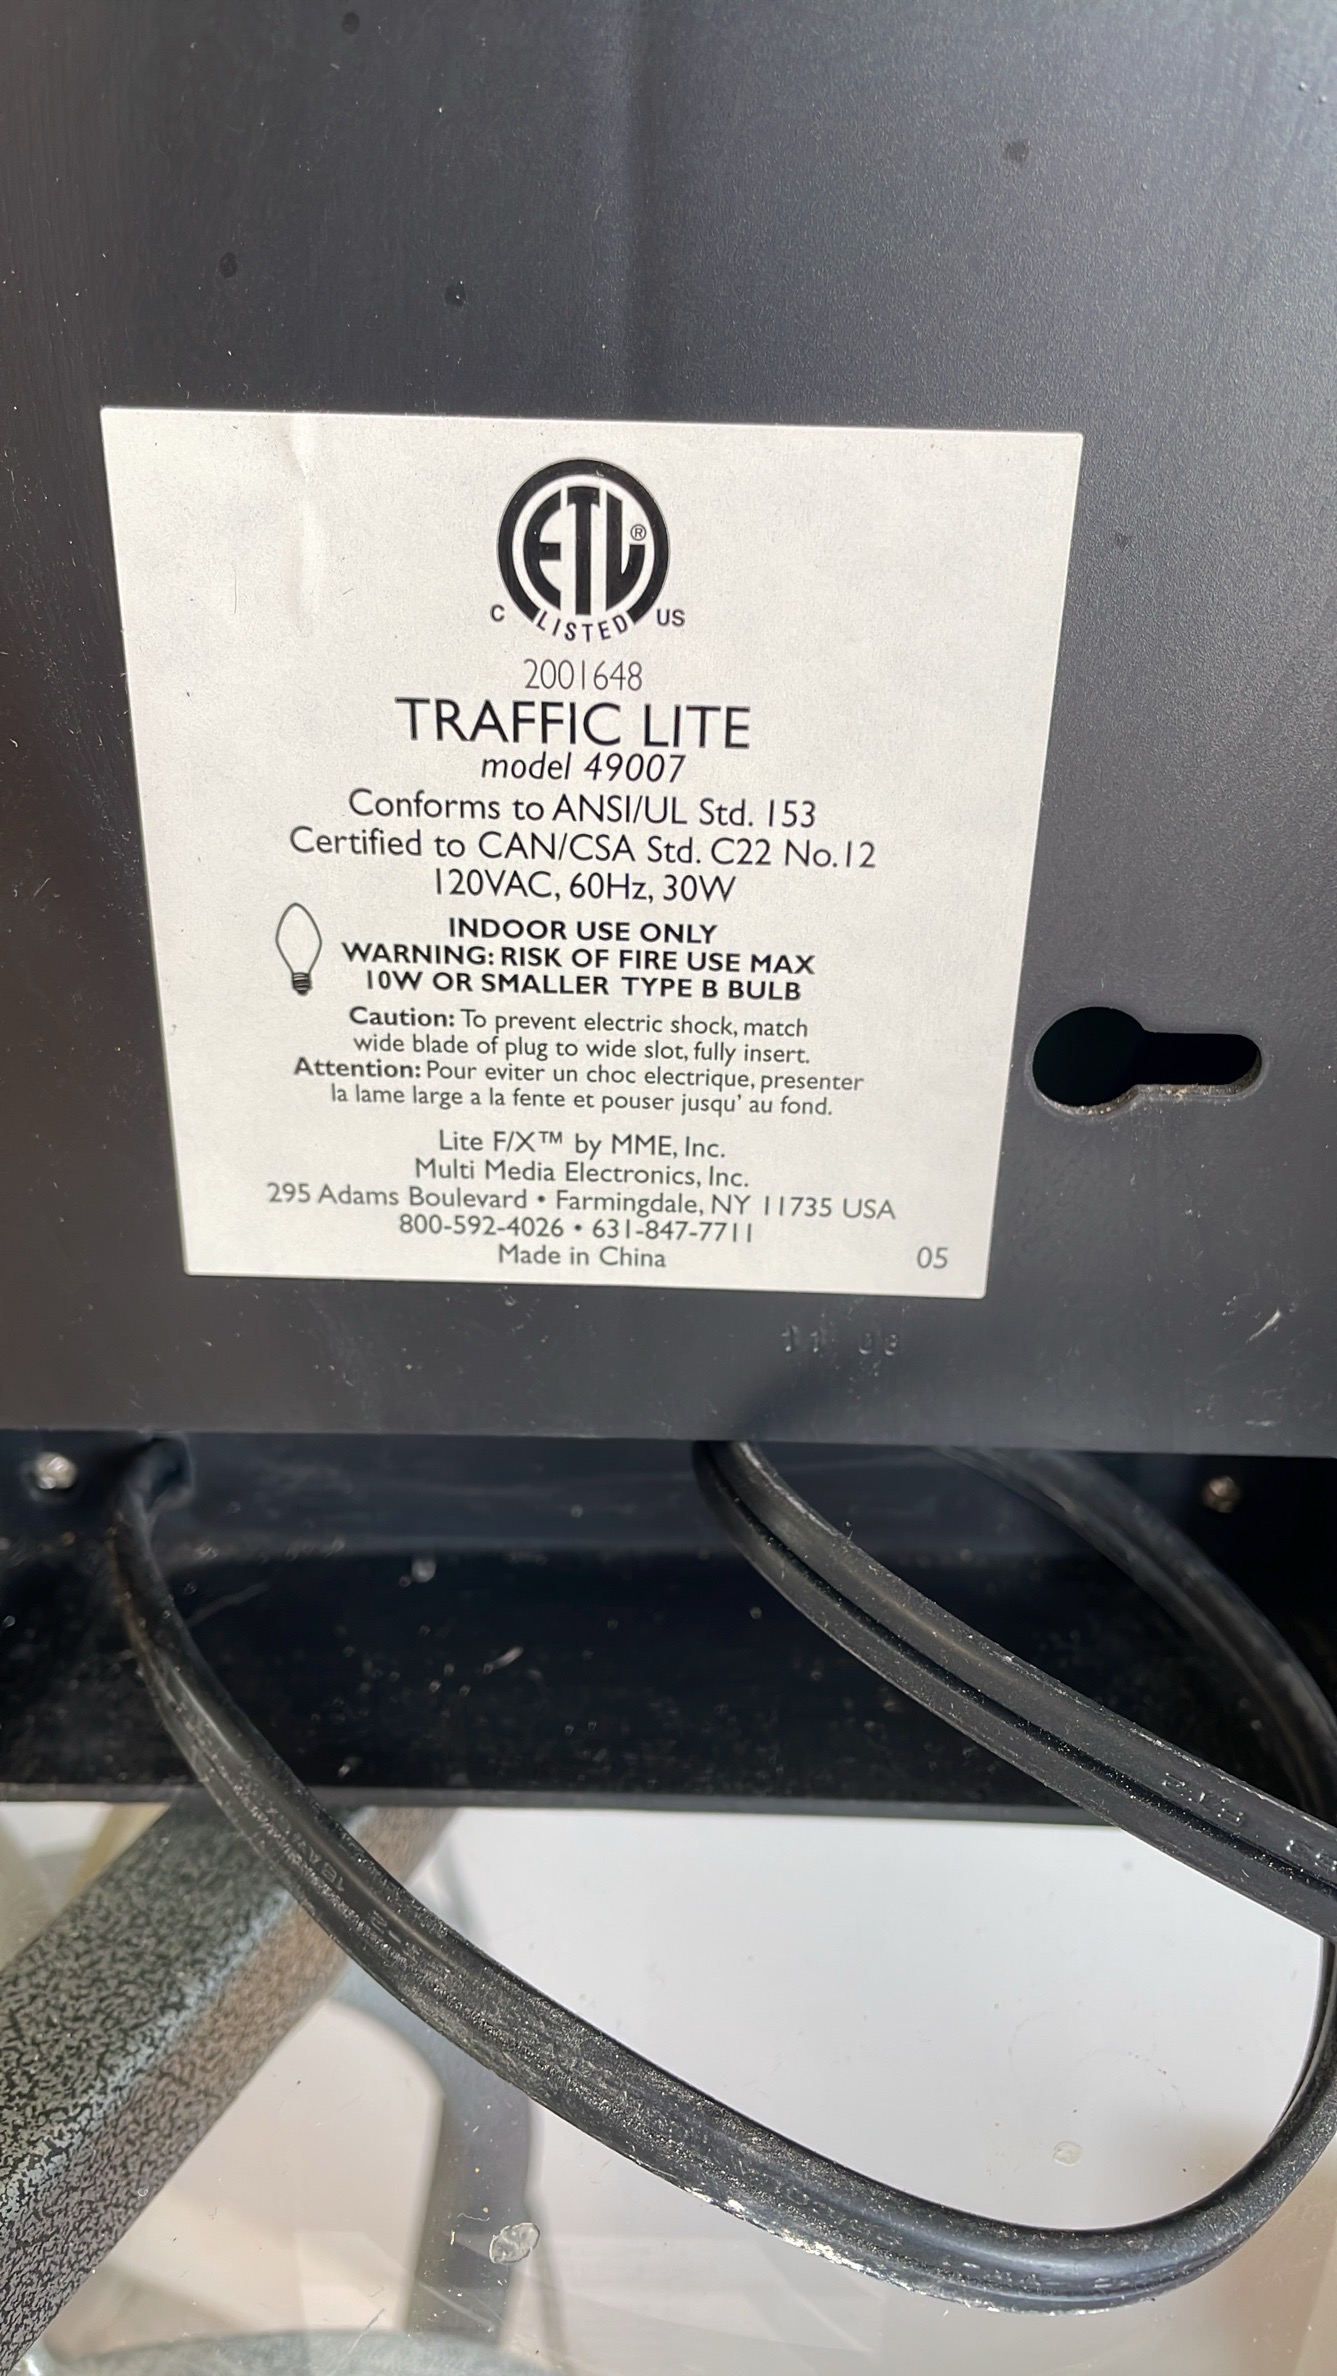 ETL®
C LISTED US
2001648
TRAFFIC LITE
model 49007
Conforms to ANSI/UL Std. 153
Certified to CAN/CSA Std. C22 No.12
120VAC, 60Hz, 30W
INDOOR USE ONLY
WARNING: RISK OF FIRE USE MAX
10W OR SMALLER TYPE B BULB
Caution: To prevent electric shock, match
wide blade of plug to wide slot, fully insert.
Attention: Pour eviter un choc electrique, presenter
la lame large a la fente et pouser jusqu' au fond.
Lite F/X™ by MME, Inc.
Multi Media Electronics, Inc.
295 Adams Boulevard • Farmingdale, NY 11735 USA
800-592-4026 • 631-847-7711
Made in China
05
11 09